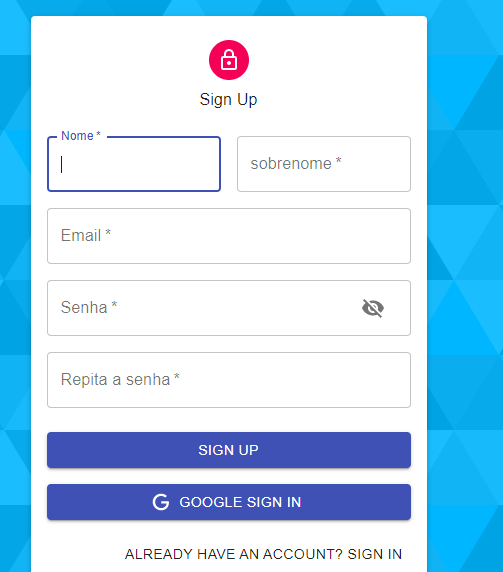 Sign Up
Nome *
sobrenome *
Email *
Senha *
Repita a senha *
SIGN UP
GOOGLE SIGN IN
ALREADY HAVE AN ACCOUNT? SIGN IN